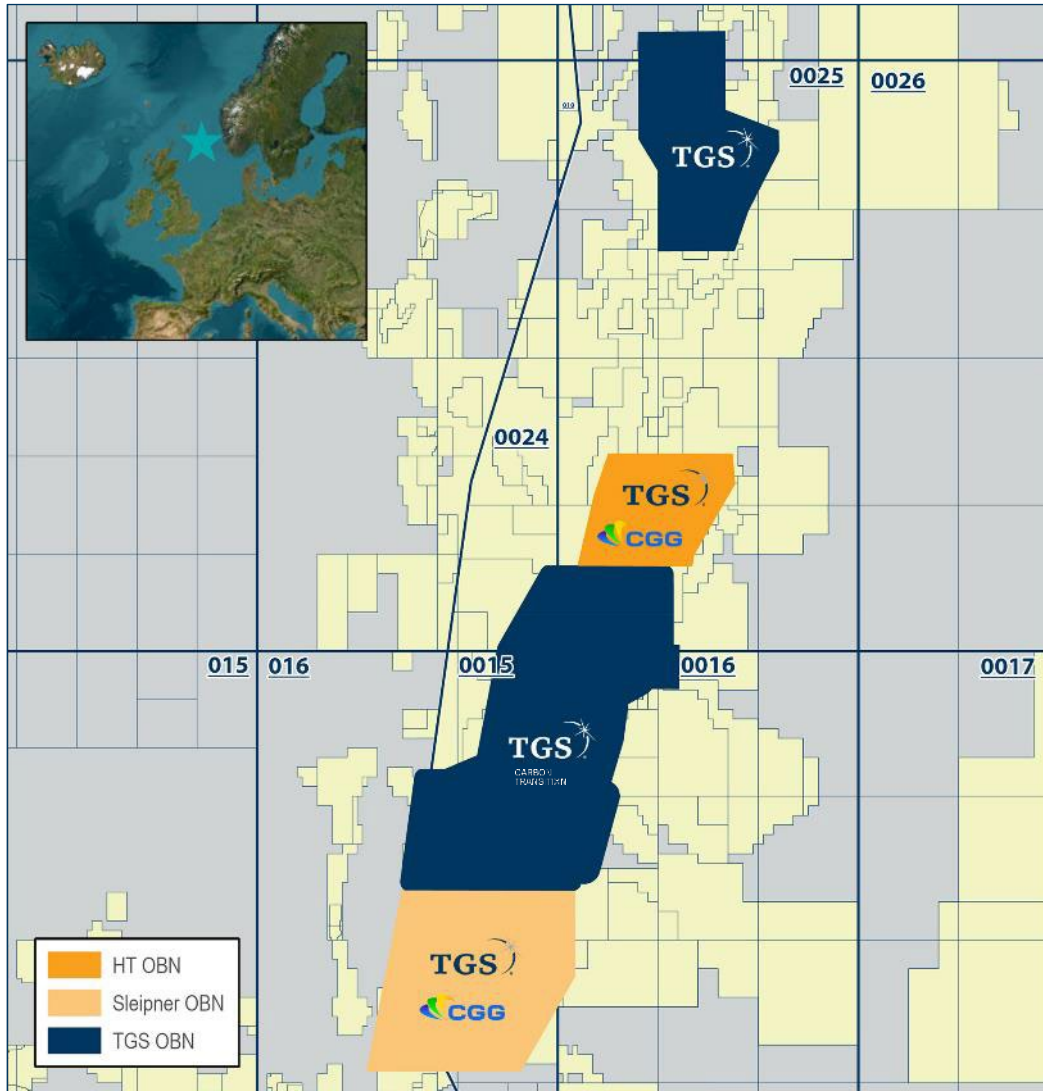 0025
0026
TGS
0024
TGS
CGG
015
016
0015
0016
0017
TGS
CARBON
TGS
CGG
HT OBN
Sleipner OBN
TGS OBN